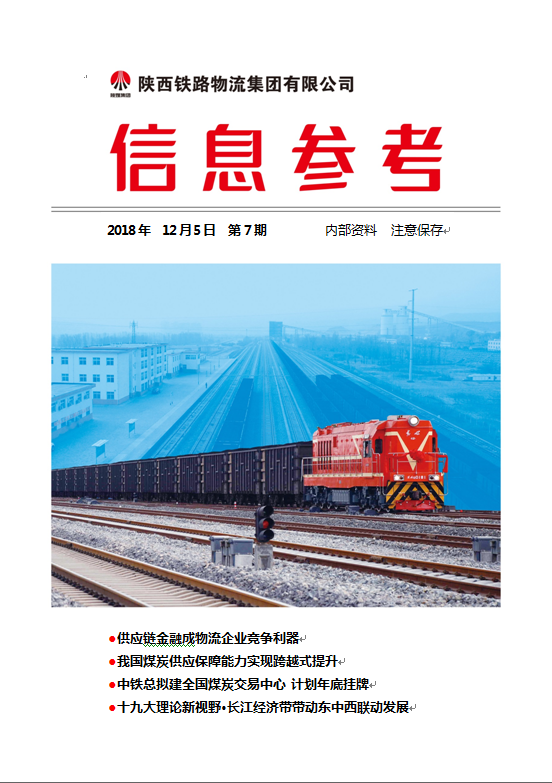 陕西铁路物流集团有限公司
信息参考
2018年 12月5日 第7期 内部资料 注意保存
●供应链金融成物流企业竞争利器
●我国煤炭供应保障能力实现跨越式提升
●中铁总拟建全国煤炭交易中心 计划年底挂牌
●十九大理论新视野·长江经济带带动东中西联动发展